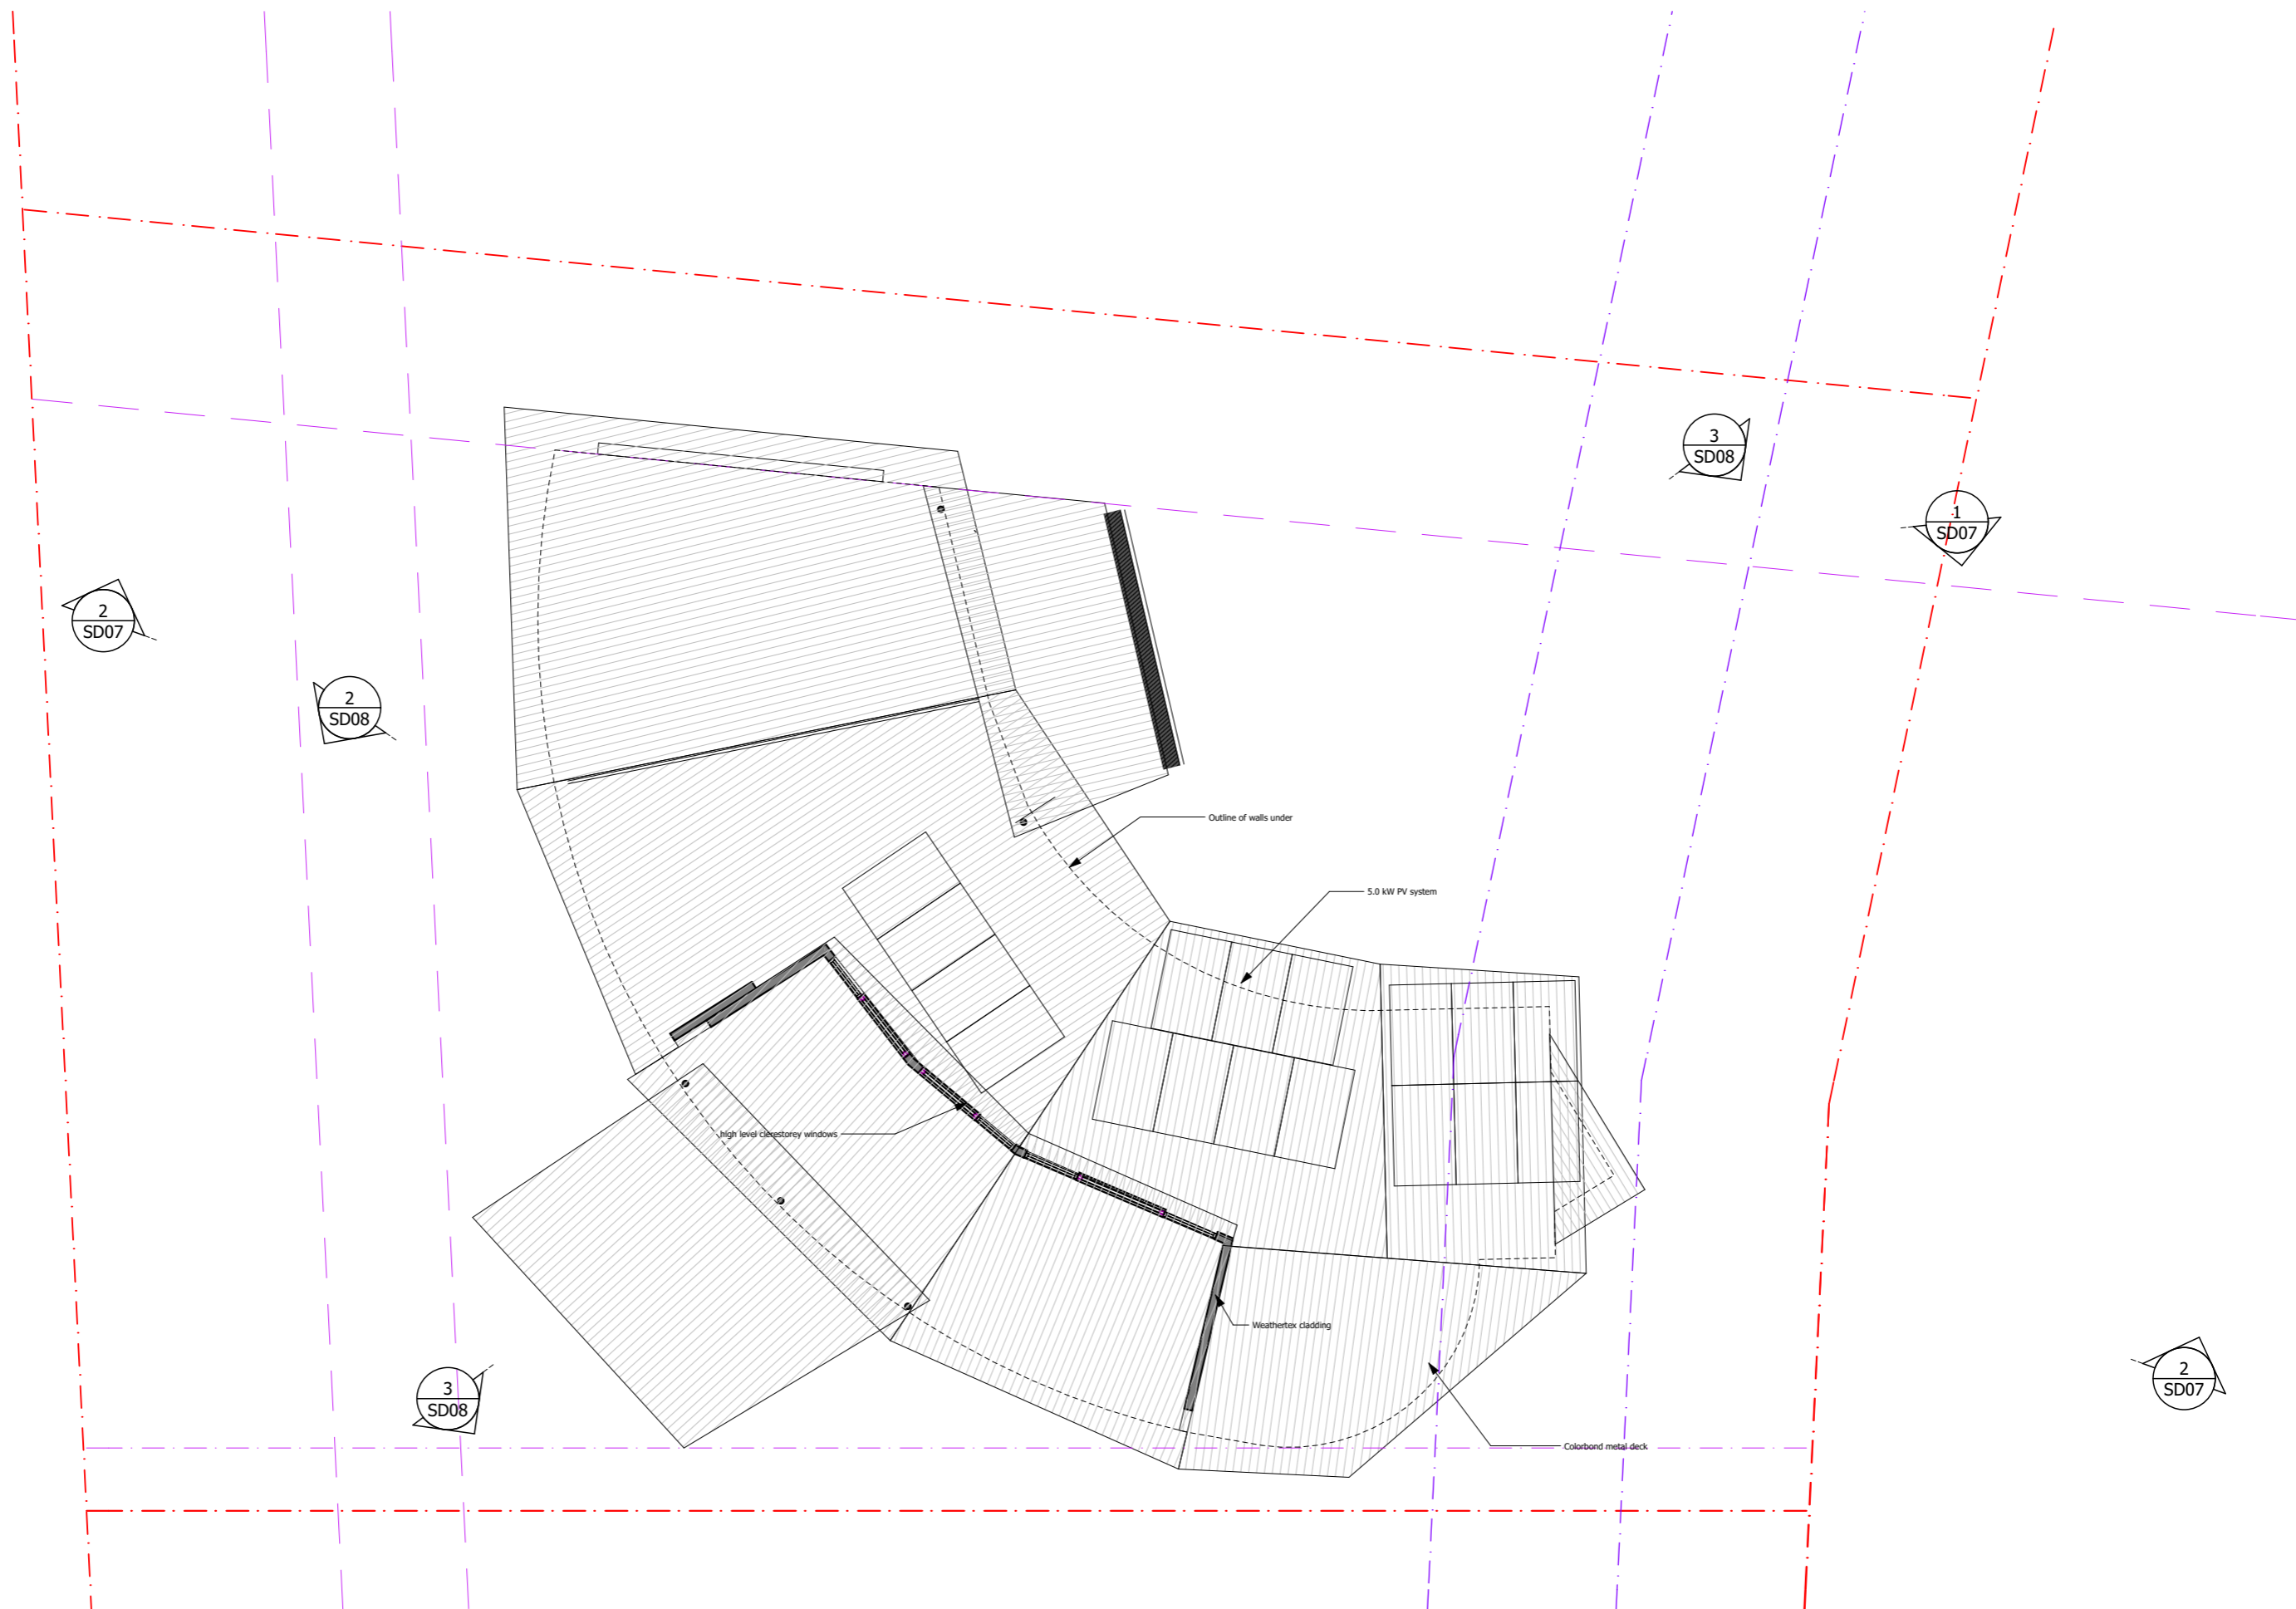 3
SD08
1
SD07
2
SD07
2
SD08
Outline of walls under
5.0 kW PV system
high level clerestorey windows
Weathertex cladding
3
SD08
2
SD07
Colorbond metal deck